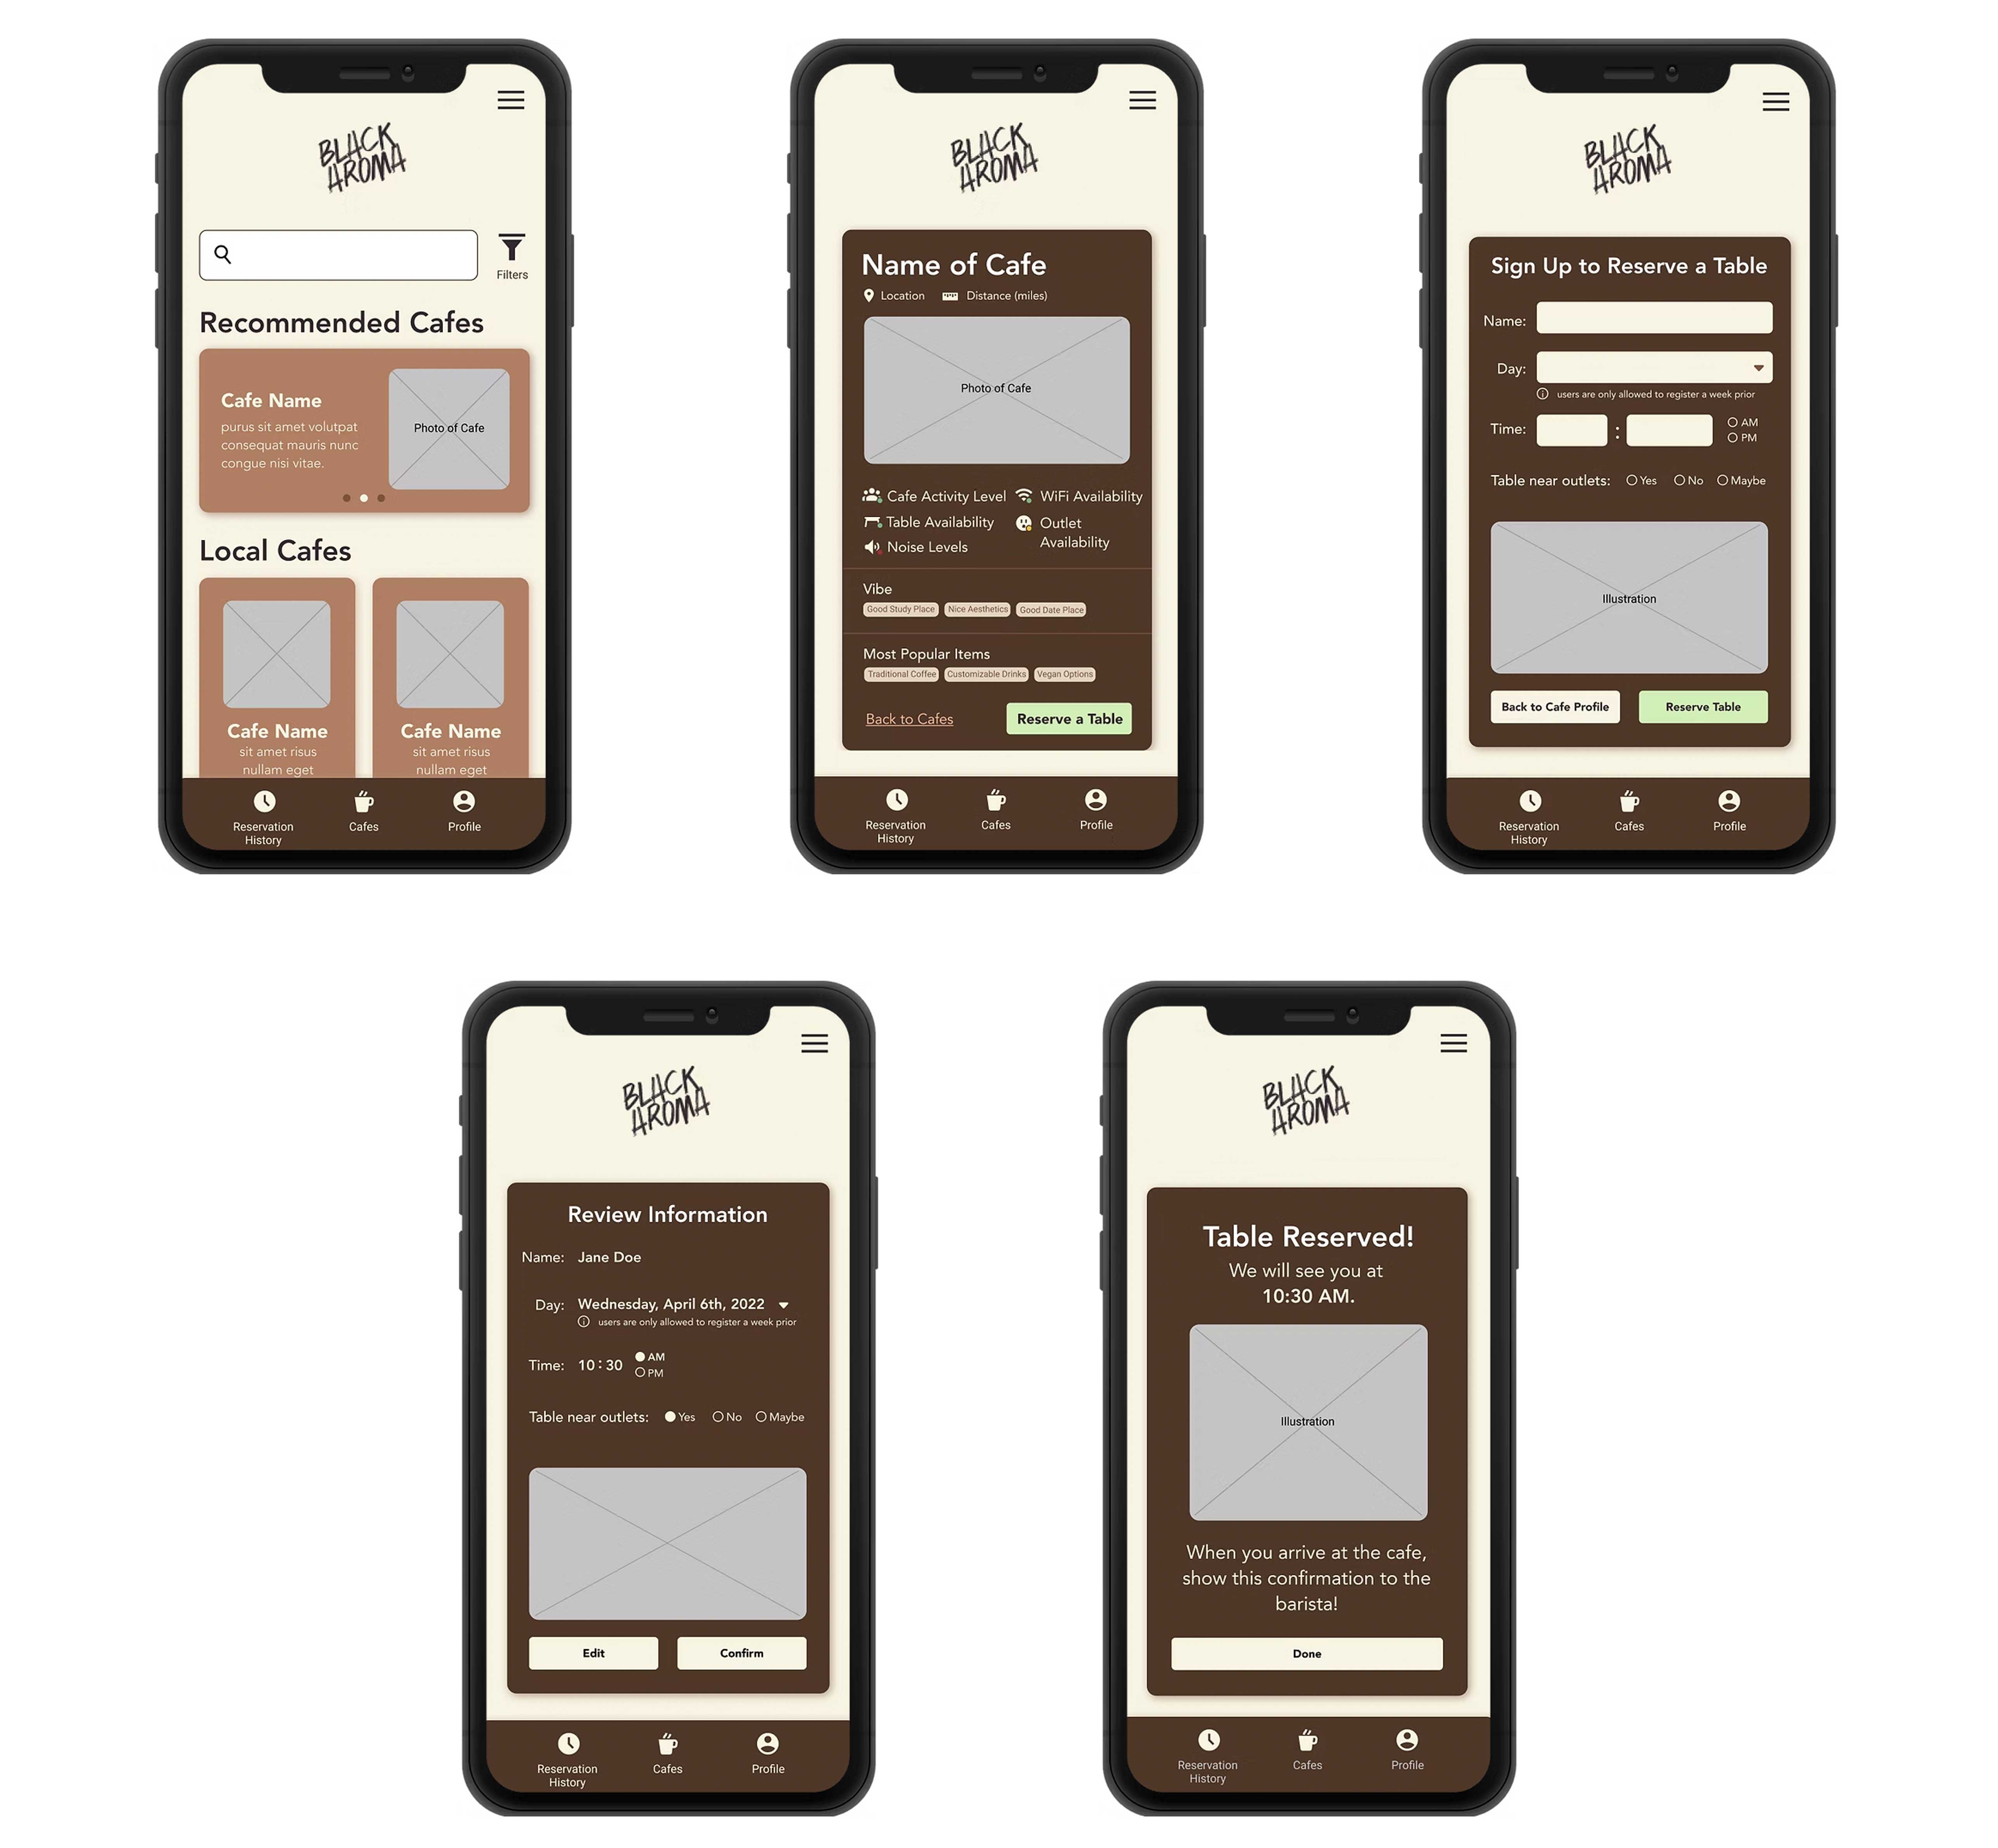 BLACK
AROMA
Filters
Recommended Cafes
Cafe Name
purus sit amet volutpat
consequat mauris nunc
congue nisi vitae.
Photo of Cafe
Local Cafes
Cafe Name
sit amet risus
nullam eget
Cafe Name
sit amet risus
nullam eget
Reservation
History
Cafes
Profile
BLACK
AROMA
Name of Cafe
Location
Distance (miles)
Photo of Cafe
Cafe Activity Level
WiFi Availability
Table Availability
Outlet
Availability
Noise Levels
Vibe
Good Study Place
Nice Aesthetics
Good Date Place
Most Popular Items
Traditional Coffee
Customizable Drinks
Vegan Options
Back to Cafes
Reserve a Table
Reservation
History
Cafes
Profile
BLACK
AROMA
Sign Up to Reserve a Table
Name:
Day:
users are only allowed to register a week prior
Time:
:
AM
PM
Table near outlets:
Yes
No
Maybe
Illustration
Back to Cafe Profile
Reserve Table
Reservation
History
Cafes
Profile
BLACK
AROMA
Review Information
Name: Jane Doe
Day: Wednesday, April 6th, 2022
users are only allowed to register a week prior
Time: 10:30
AM
PM
Table near outlets:
Yes
No
Maybe
Edit
Confirm
Reservation
History
Cafes
Profile
BLACK
AROMA
Table Reserved!
We will see you at
10:30 AM.
Illustration
When you arrive at the cafe,
show this confirmation to the
barista!
Done
Reservation
History
Cafes
Profile